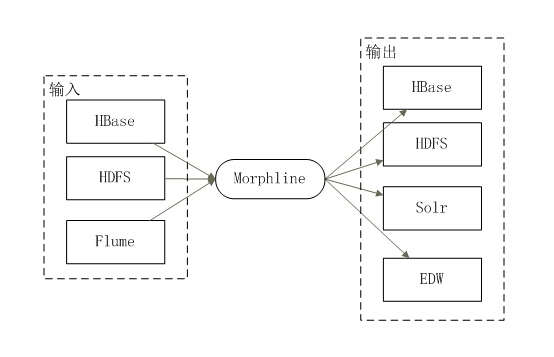 输入
HBase
HDFS
Flume
Morphline
输出
HBase
HDFS
Solr
EDW